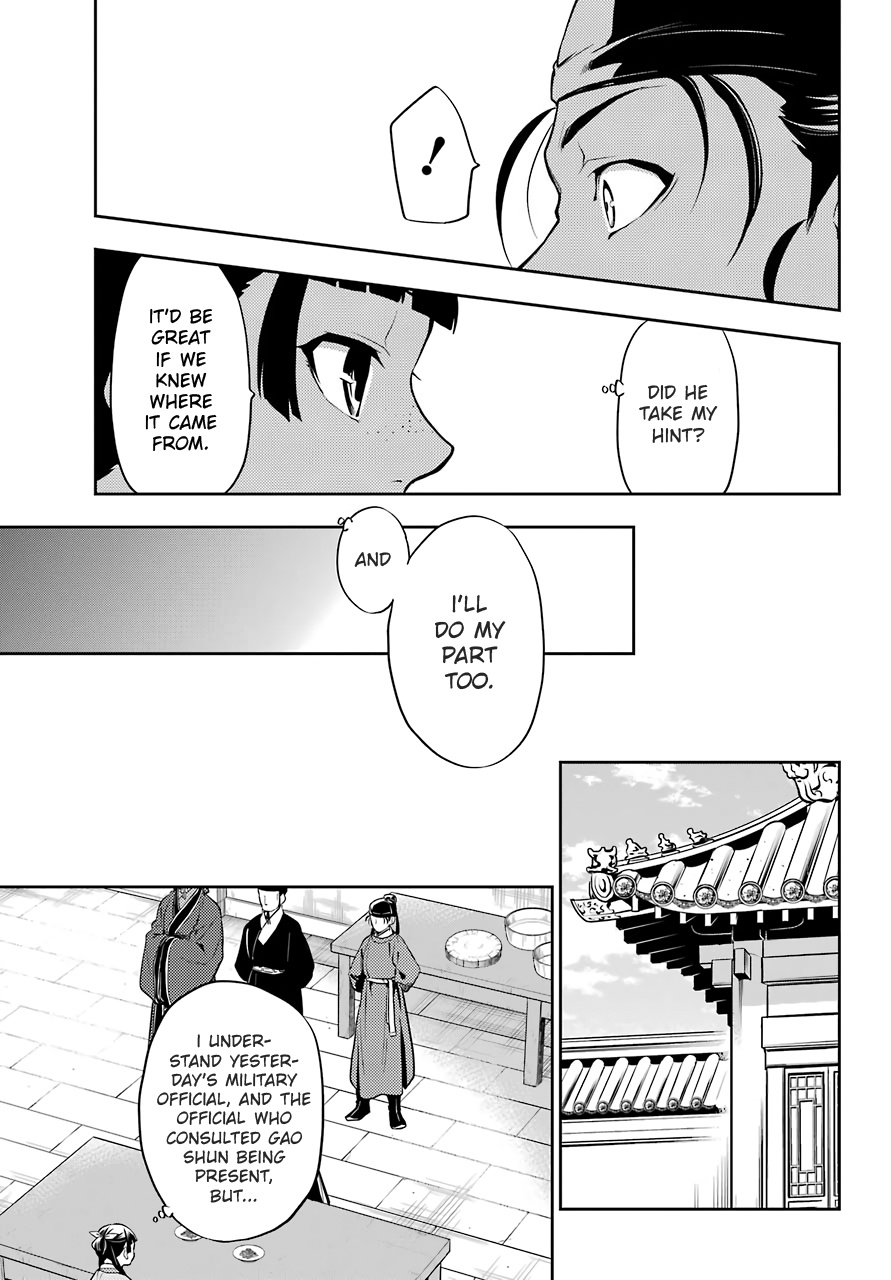 !
DID HE
TAKE MY
HINT?
IT'D BE
GREAT
IF WE
KNEW
WHERE
IT CAME
FROM.
AND
I'LL
DO MY
PART
TOO.
I UNDER-
STAND YESTER-
DAY'S MILITARY
OFFICIAL, AND THE
OFFICIAL WHO
CONSULTED GAO
SHUN BEING
PRESENT,
BUT...